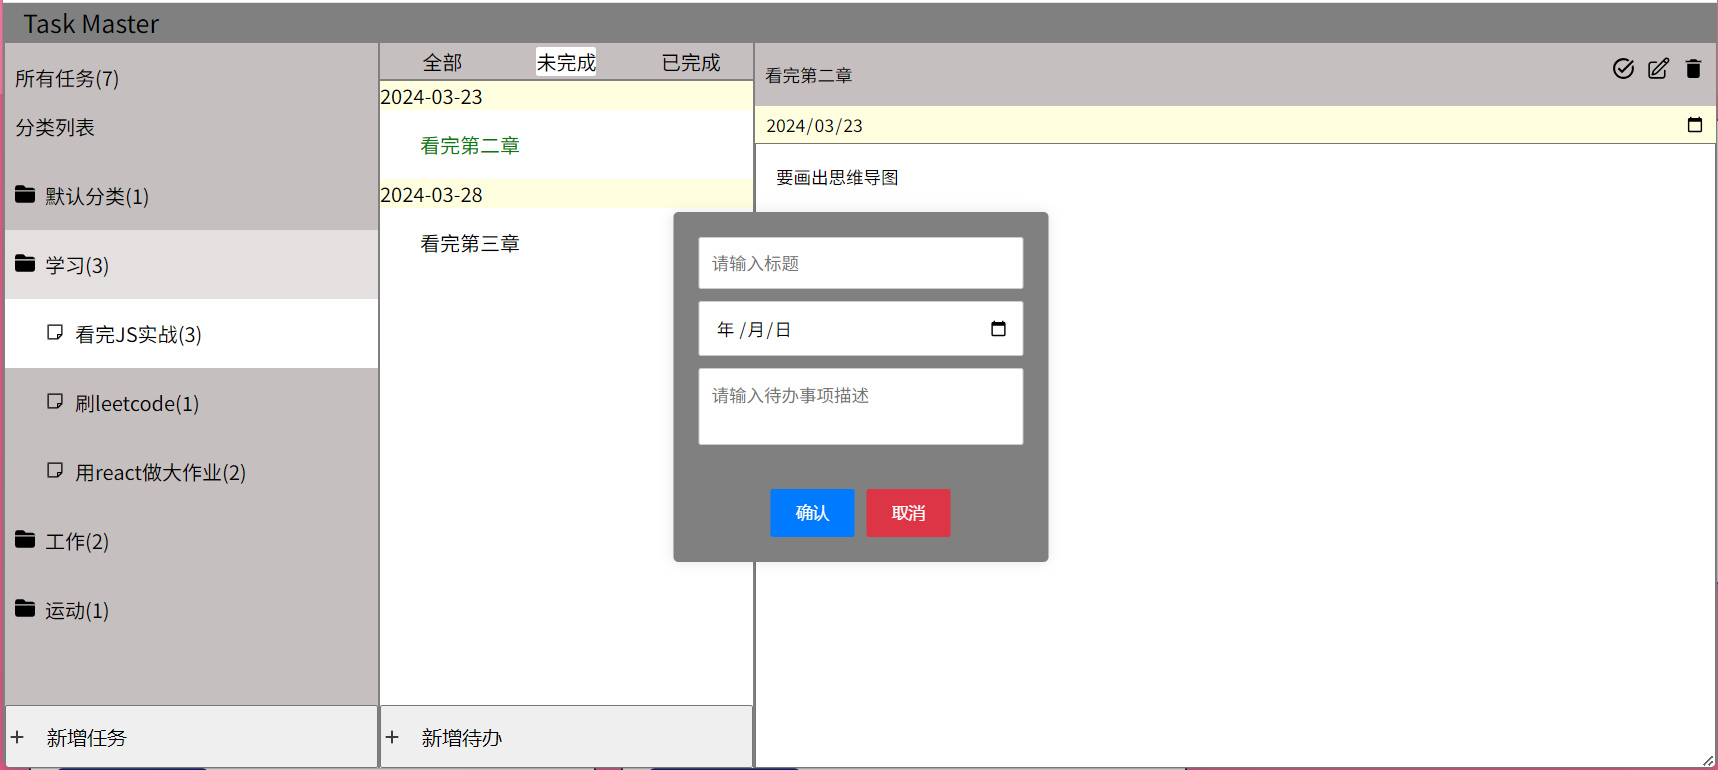 Task Master
所有任务(7)
分类列表
默认分类(1)
学习(3)
看完JS实战(3)
刷leetcode(1)
用react做大作业(2)
工作(2)
运动(1)
新增任务
全部 未完成 已完成
2024-03-23
看完第二章
2024-03-28
看完第三章
新增待办
看完第二章
2024/03/23
要画出思维导图
请输入标题
年 /月/日
请输入待办事项描述
确认 取消